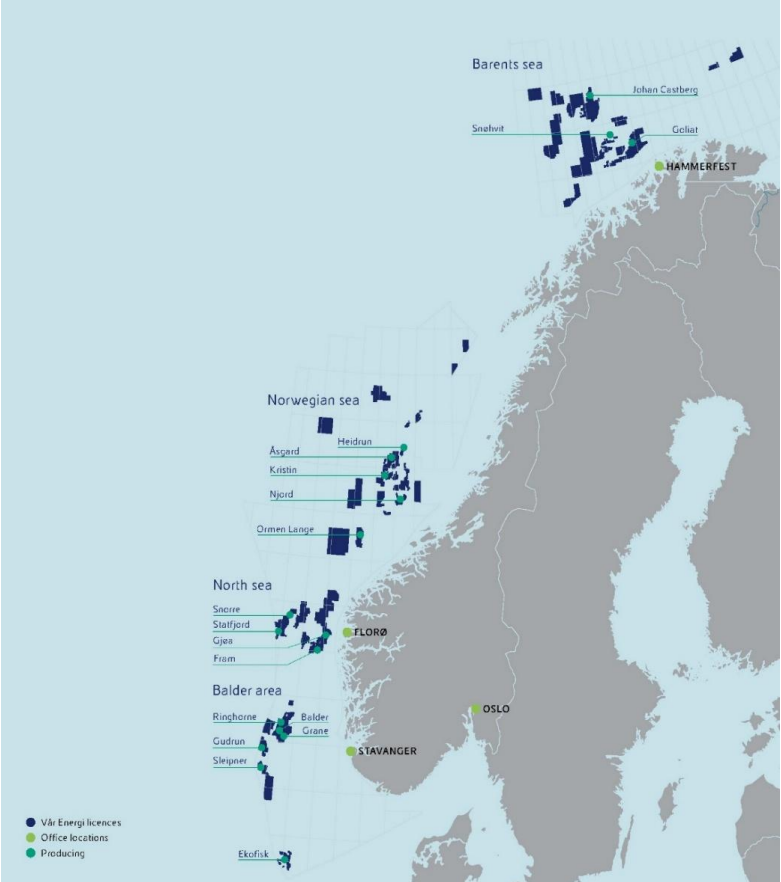 Barents sea
Johan Castberg
Snøhvit
Goliat
HAMMERFEST
Norwegian sea
Heidrun
Åsgard
Kristin
Njord
Ormen Lange
North sea
Snorre
Statfjord
Gjøa
Fram
FLORØ
Balder area
Ringhorne
Balder
Grane
Gudrun
Sleipner
OSLO
STAVANGER
Vår Energi licences
Office locations
Producing
Ekofisk